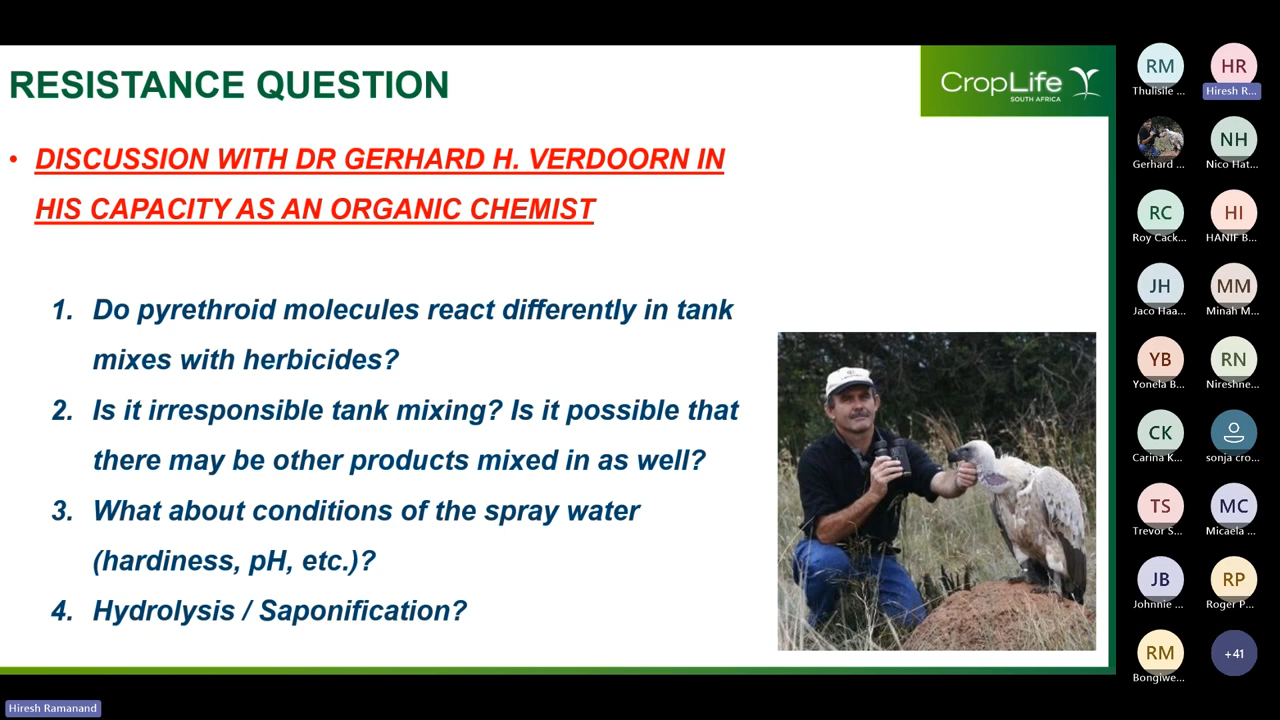 RESISTANCE QUESTION
CropLife
SOUTH AFRICA
• DISCUSSION WITH DR GERHARD H. VERDOORN IN
HIS CAPACITY AS AN ORGANIC CHEMIST
1. Do pyrethroid molecules react differently in tank
mixes with herbicides?
2. Is it irresponsible tank mixing? Is it possible that
there may be other products mixed in as well?
3. What about conditions of the spray water
(hardiness, pH, etc.)?
4. Hydrolysis / Saponification?
RM
Thulisile ...
HR
Hiresh R...
Gerhard ...
NH
Nico Hat...
RC
Roy Cack...
HI
HANIF B...
JH
Jaco Haa...
MM
Minah M...
YB
Yonela B...
RN
Nireshne...
CK
Carina K...
sonja cro...
TS
Trevor S...
MC
Micaela ...
JB
Johnnie ...
RP
Roger P...
RM
Bongiwe...
+41
Hiresh Ramanand